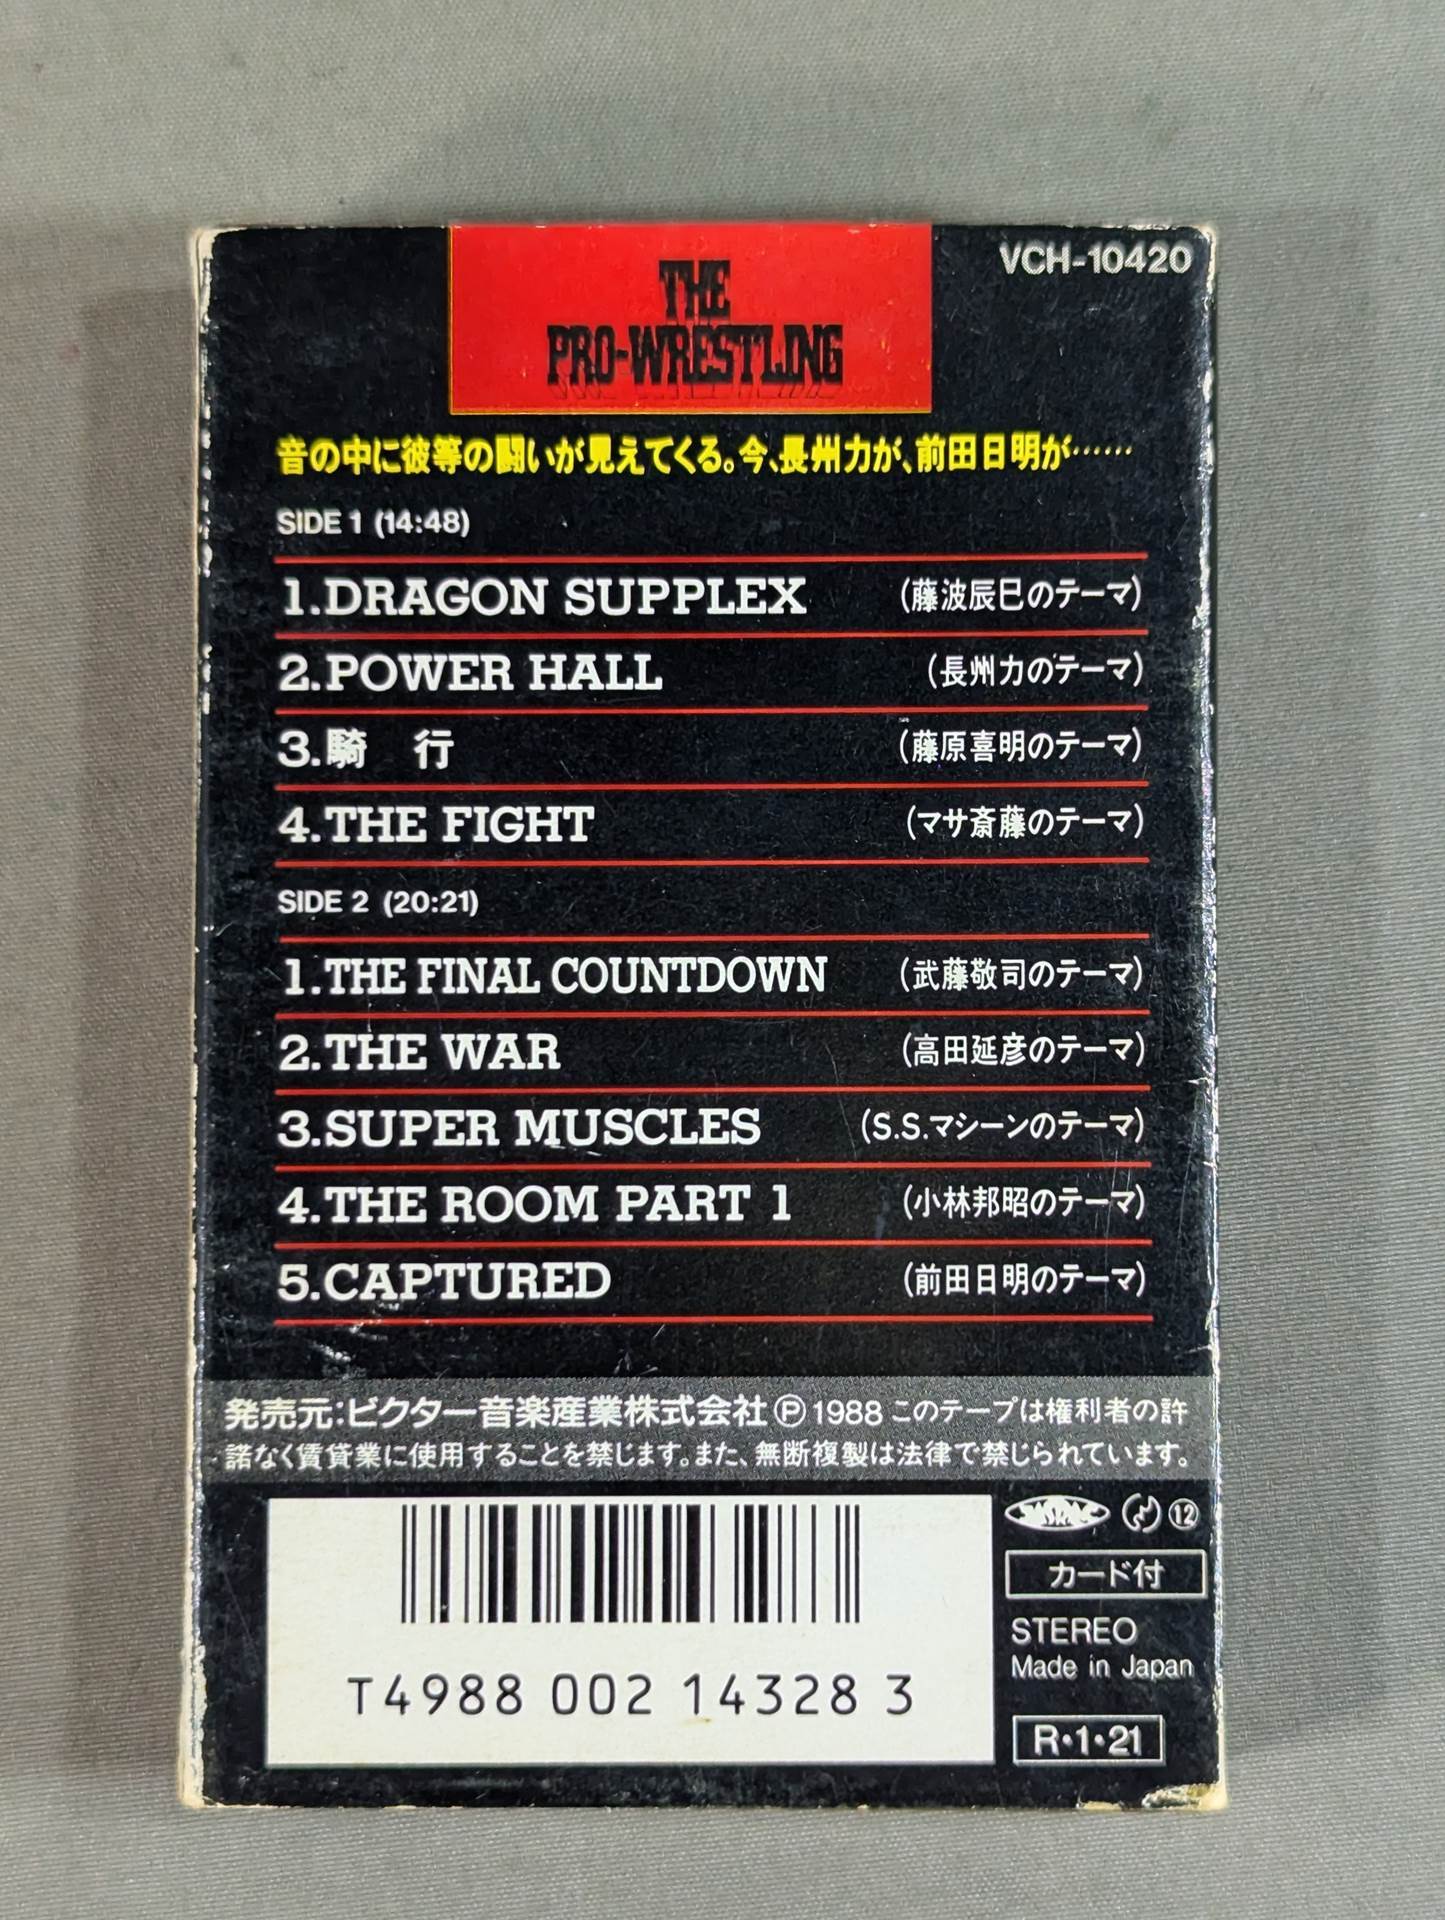 VCH-10420
THE
PRO-WRESTLING
音の中に彼等の闘いが見えてくる。今、長州力が、前田日明が……
SIDE 1 (14:48)
1.DRAGON SUPPLEX (藤波辰巳のテーマ)
2.POWER HALL (長州力のテーマ)
3.騎 行 (藤原喜明のテーマ)
4.THE FIGHT (マサ斎藤のテーマ)
SIDE 2 (20:21)
1.THE FINAL COUNTDOWN (武藤敬司のテーマ)
2.THE WAR (高田延彦のテーマ)
3.SUPER MUSCLES (S.S.マシーンのテーマ)
4.THE ROOM PART 1 (小林邦昭のテーマ)
5.CAPTURED (前田日明のテーマ)
発売元:ビクター音楽産業株式会社Ⓟ1988 このテープは権利者の許
諾なく賃貸業に使用することを禁じます。また、無断複製は法律で禁じられています。
JASRAC ⑫
カード付
STEREO
Made in Japan
R・1・21
T4988 002 14328 3